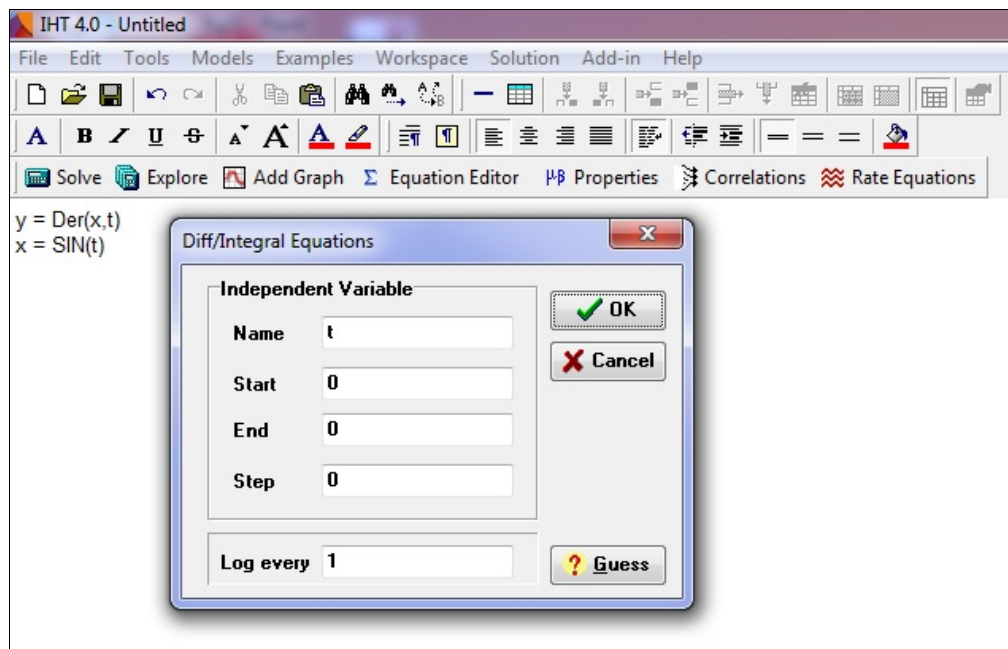 IHT 4.0 - Untitled
File Edit Tools Models Examples Workspace Solution Add-in Help
A B I U S A A A
Solve Explore Add Graph Σ Equation Editor μβ Properties Correlations Rate Equations
y = Der(x,t)
x = SIN(t)
Diff/Integral Equations
Independent Variable
Name t
Start 0
End 0
Step 0
Log every 1
OK
Cancel
? Guess